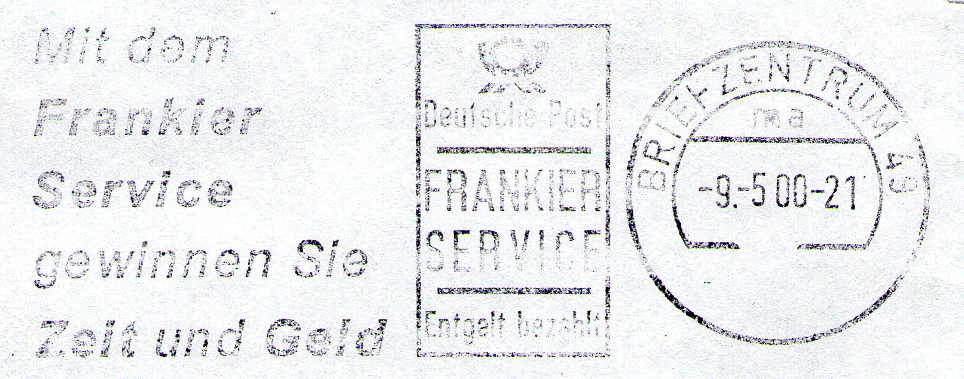 Mit dem
Frankier
Service
gewinnen Sie
Zeit und Geld
Deutsche Post
FRANKIER
SERVICE
Entgelt bezahlt
BRIEFZENTRUM 49
ma
-9.-5 00-21